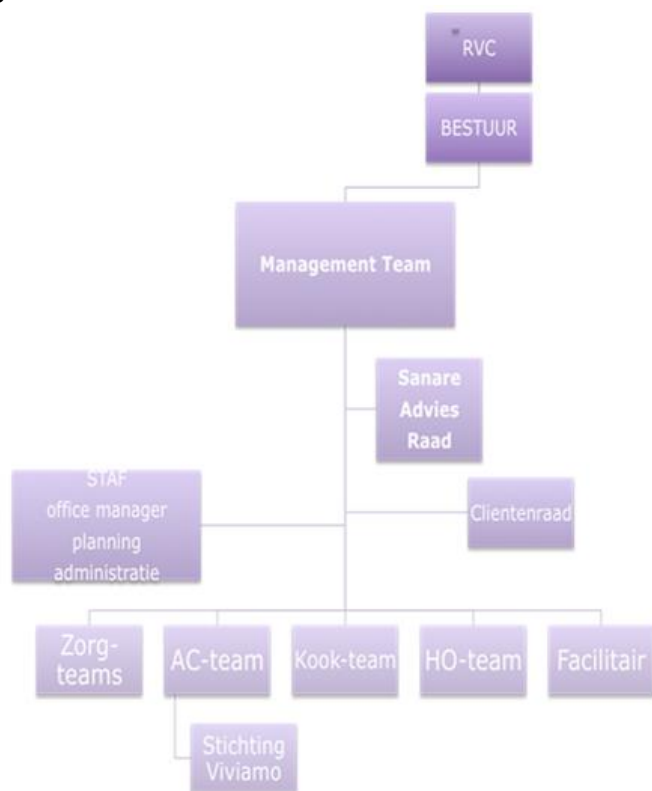 RVC
BESTUUR
Management Team
Sanare
Advies
Raad
STAF
office manager
planning
administratie
Clientenraad
Zorg-
teams
AC-team
Kook-team
HO-team
Facilitair
Stichting
Viviamo